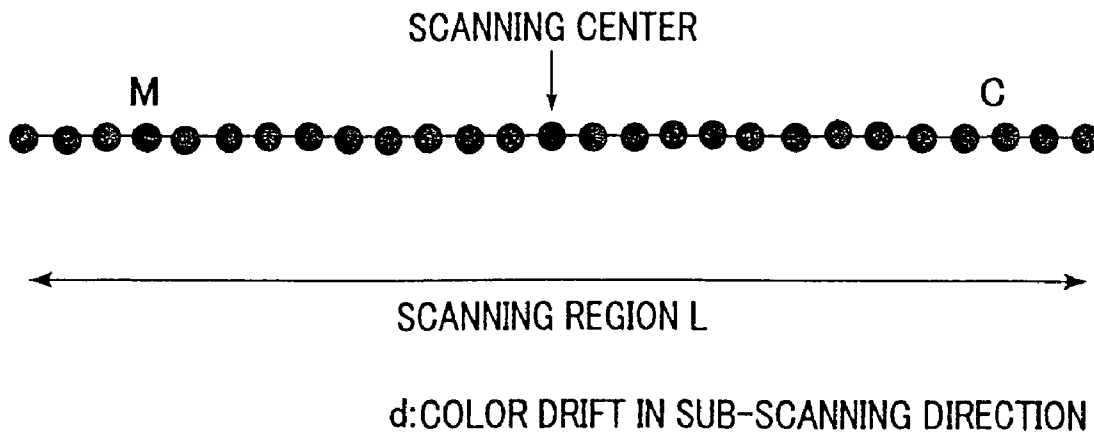 SCANNING CENTER
M
C
SCANNING REGION L
d:COLOR DRIFT IN SUB-SCANNING DIRECTION